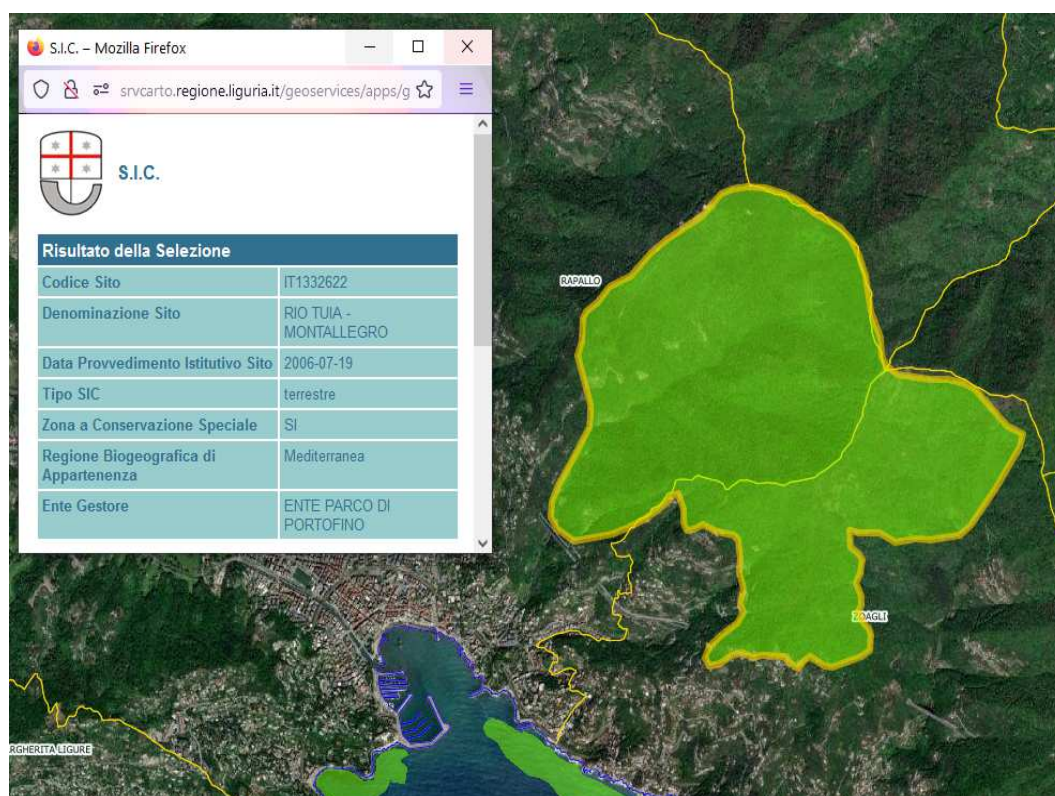 S.I.C. – Mozilla Firefox
srvcarto.regione.liguria.it/geoservices/apps/g
S.I.C.
Risultato della Selezione
Codice Sito IT1332622
Denominazione Sito RIO TUIA -
MONTALLEGRO
Data Provvedimento Istitutivo Sito 2006-07-19
Tipo SIC terrestre
Zona a Conservazione Speciale SI
Regione Biogeografica di Mediterranea
Appartenenza
Ente Gestore ENTE PARCO DI
PORTOFINO
RAPALLO
ZOAGLI
RGHERITA LIGURE